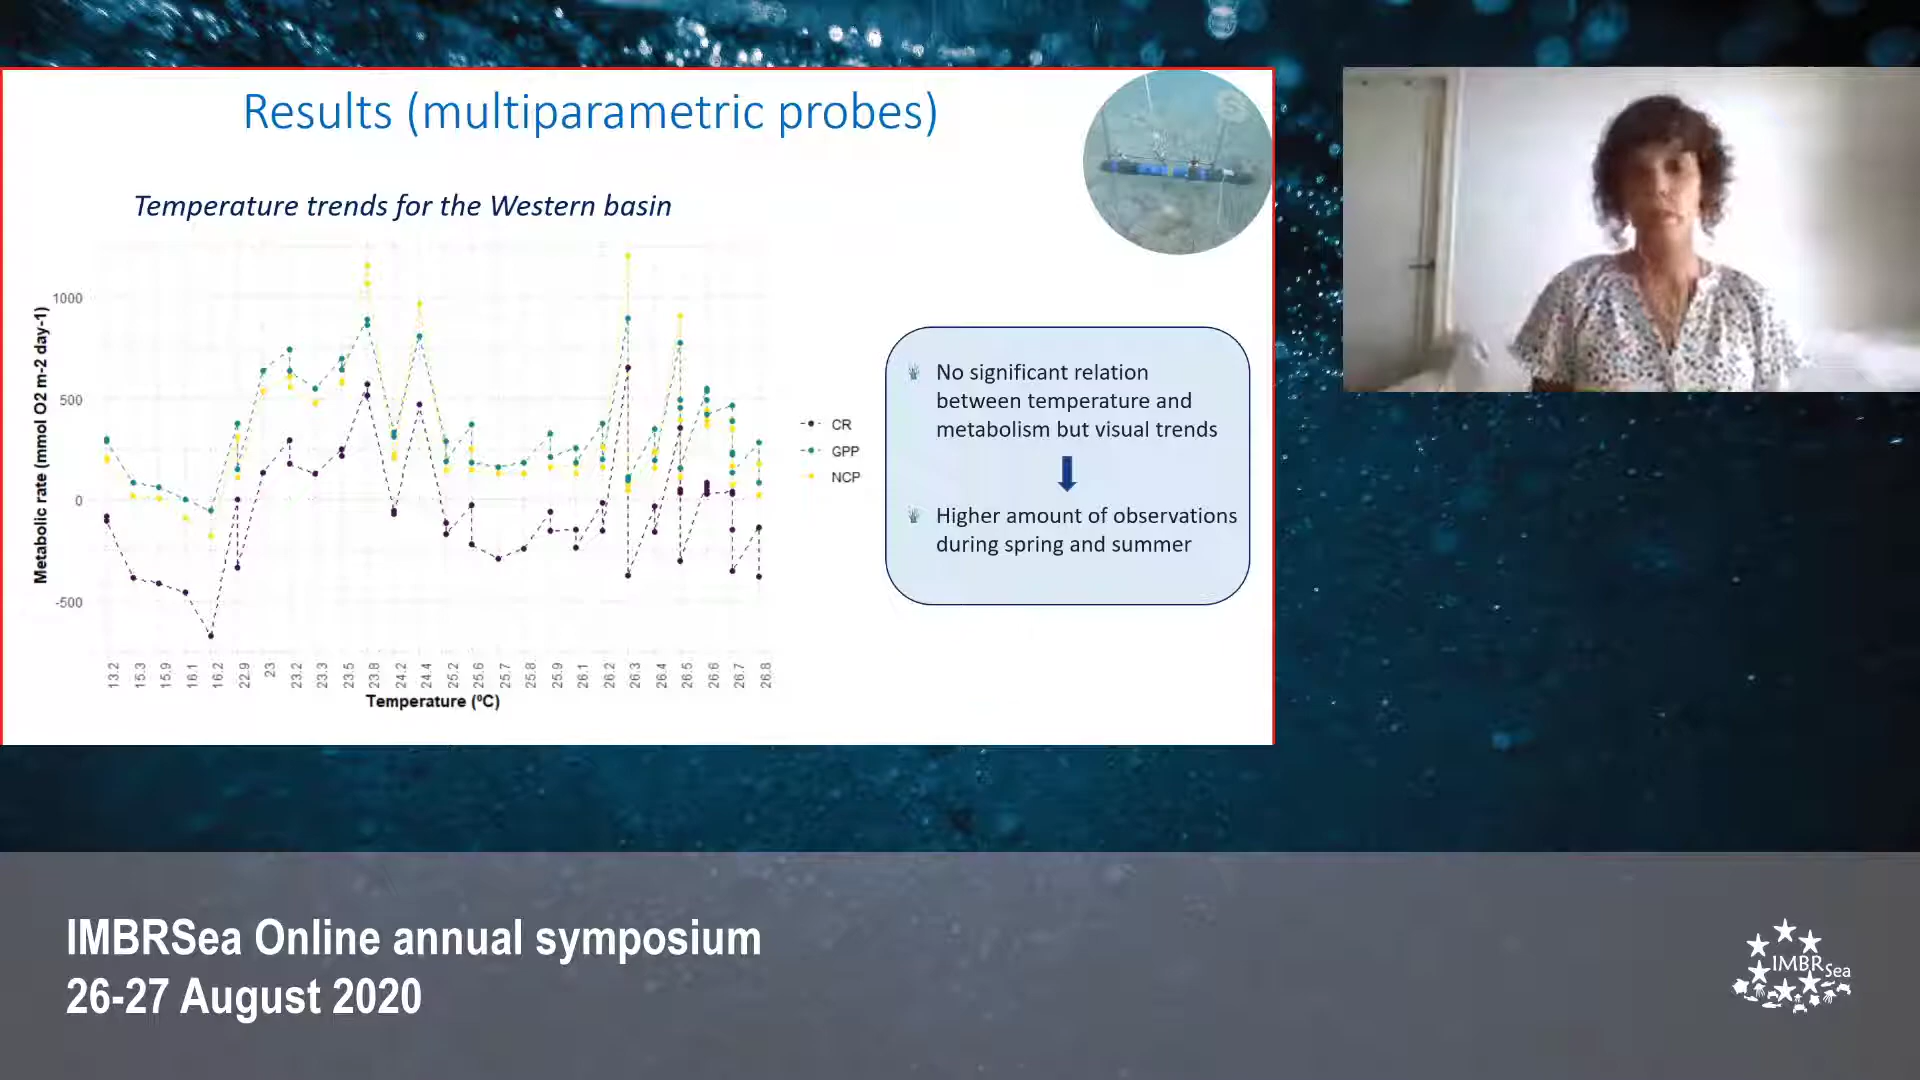 Results (multiparametric probes)
Temperature trends for the Western basin
Metabolic rate (mmol O2 m-2 day-1)
1000
500
0
-500
13.2 15.3 15.9 16.1 16.2 22.9 23 23.2 23.3 23.5 23.8 24.2 24.4 25.2 25.6 25.7 25.8 25.9 26.1 26.2 26.3 26.4 26.5 26.6 26.7 26.8
Temperature (ºC)
CR
GPP
NCP
No significant relation
between temperature and
metabolism but visual trends
Higher amount of observations
during spring and summer
IMBRSea Online annual symposium
26-27 August 2020
IMBRSea